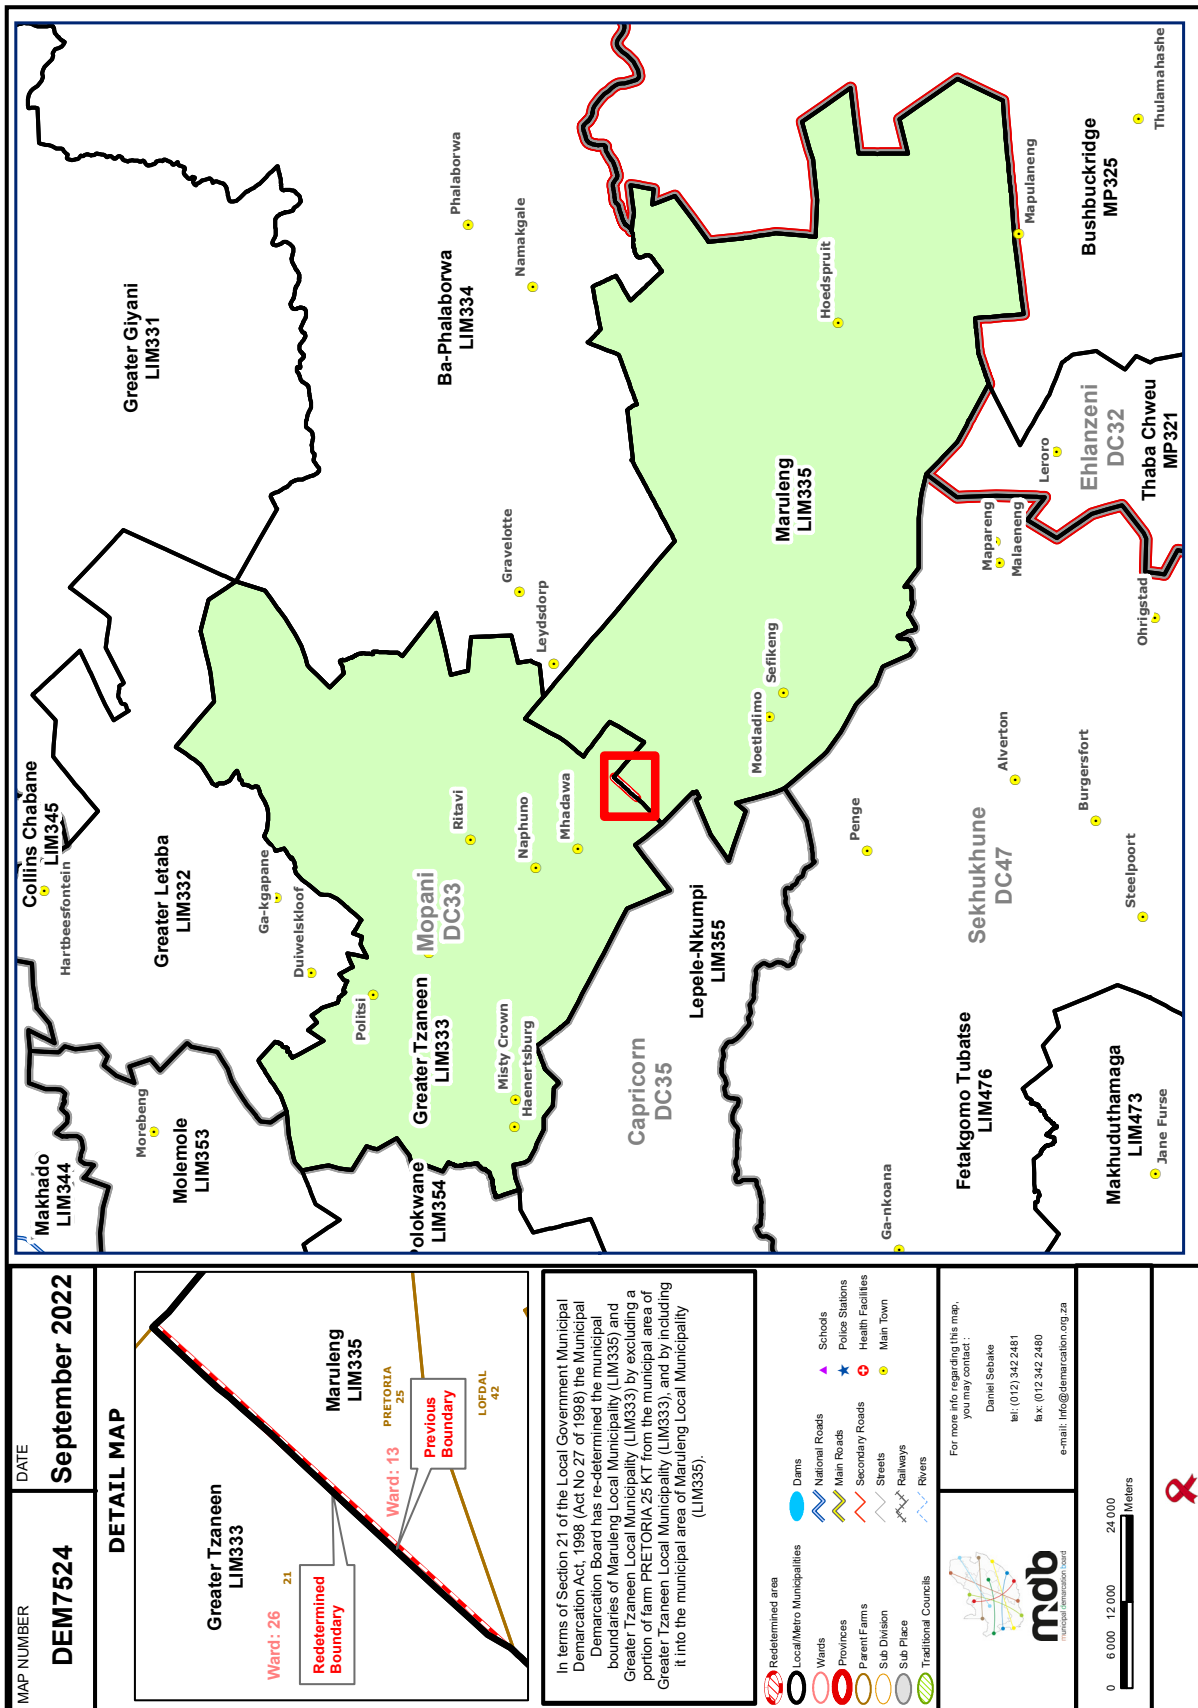 MAP NUMBER
DEM7524
DATE
September 2022
DETAIL MAP
Greater Tzaneen
LIM333
Maruleng
LIM335
Ward: 26
21
Ward: 13
PRETORIA
25
LOFDAL
42
Redetermined
Boundary
Previous
Boundary
In terms of Section 21 of the Local Government Municipal
Demarcation Act, 1998 (Act No 27 of 1998) the Municipal
Demarcation Board has re-determined the municipal
boundaries of Maruleng Local Municipality (LIM335) and
Greater Tzaneen Local Municipality (LIM333) by excluding a
portion of farm PRETORIA 25 KT from the municipal area of
Greater Tzaneen Local Municipality (LIM333), and by including
it into the municipal area of Maruleng Local Municipality
(LIM335).
Redetermined area
Local/Metro Municipalities
Wards
Provinces
Parent Farms
Sub Division
Sub Place
Traditional Councils
Dams
National Roads
Main Roads
Secondary Roads
Streets
Railways
Rivers
Schools
Police Stations
Health Facilities
Main Town
mdb
municipal demarcation board
For more info regarding this map,
you may contact :
Daniel Sebake
tel: (012) 342 2481
fax: (012 342 2480
e-mail: Info@demarcation.org.za
0 6 000 12 000 24 000
Meters
Makhado
LIM344
Collins Chabane
LIM345
Hartbeesfontein
Morebeng
Molemole
LIM353
Greater Letaba
LIM332
Greater Giyani
LIM331
Ga-kgapane
Duiwelskloof
Politsi
Polokwane
LIM354
Greater Tzaneen
LIM333
Mopani
DC33
Ritavi
Ba-Phalaborwa
LIM334
Phalaborwa
Misty Crown
Haenertsburg
Naphuno
Mhadawa
Leydsdorp
Gravelotte
Namakgale
Capricorn
DC35
Lepele-Nkumpi
LIM355
Moetladimo
Sefikeng
Maruleng
LIM335
Hoedspruit
Ga-nkoana
Penge
Fetakgomo Tubatse
LIM476
Sekhukhune
DC47
Alverton
Mapareng
Malaeneng
Leroro
Mapulaneng
Burgersfort
Ehlanzeni
DC32
Bushbuckridge
MP325
Makhuduthamaga
LIM473
Jane Furse
Steelpoort
Ohrigstad
Thaba Chweu
MP321
Thulamahashe